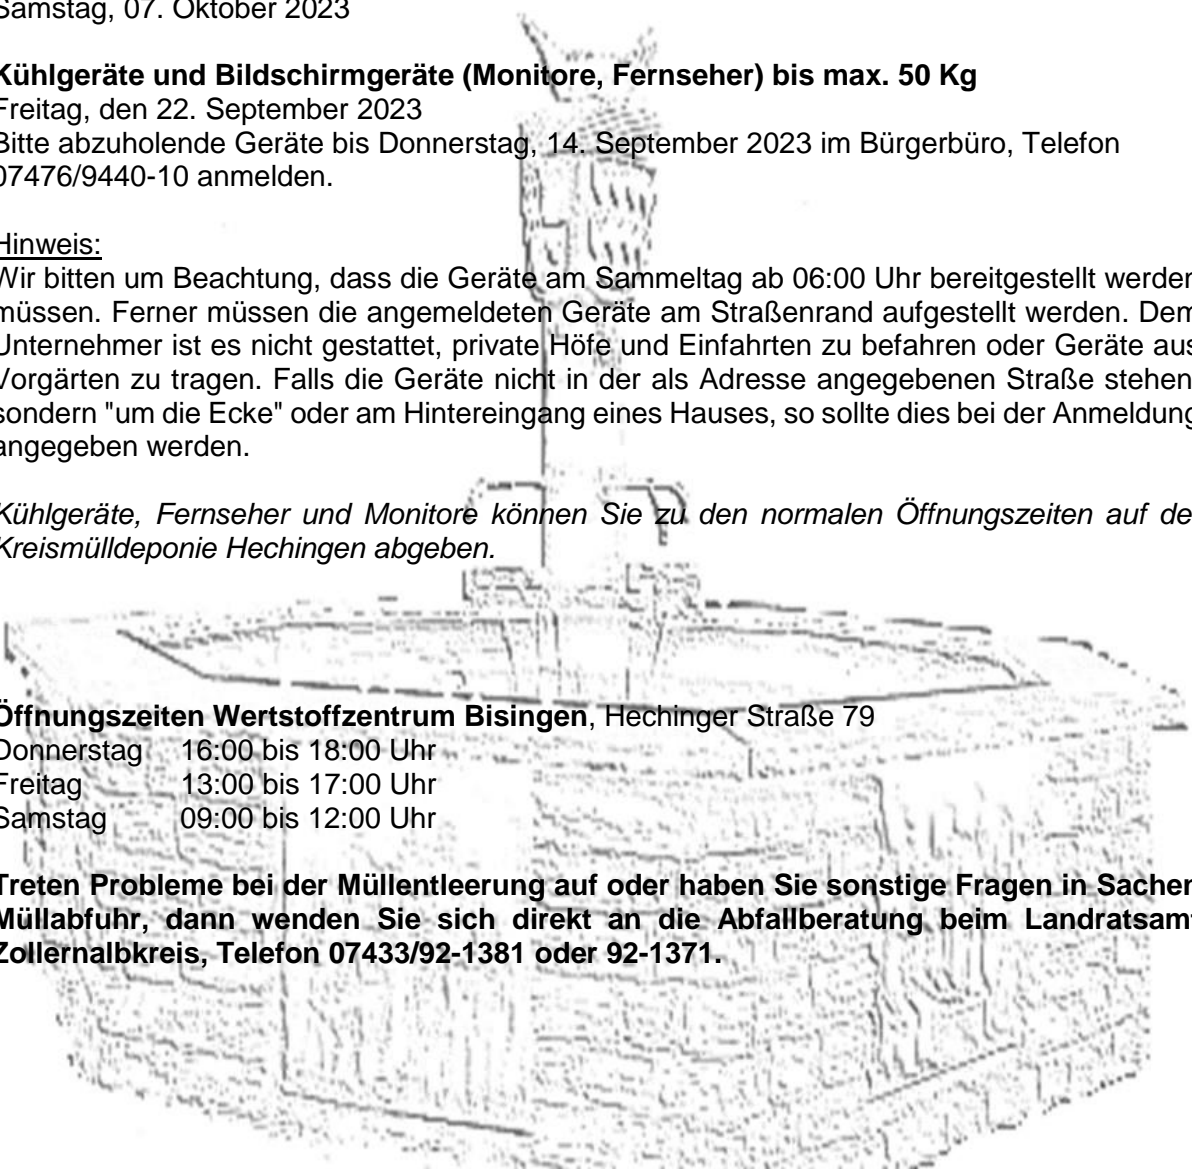 Samstag, 07. Oktober 2023
Kühlgeräte und Bildschirmgeräte (Monitore, Fernseher) bis max. 50 Kg
Freitag, den 22. September 2023
Bitte abzuholende Geräte bis Donnerstag, 14. September 2023 im Bürgerbüro, Telefon
07476/9440-10 anmelden.
Hinweis:
Wir bitten um Beachtung, dass die Geräte am Sammeltag ab 06:00 Uhr bereitgestellt werden
müssen. Ferner müssen die angemeldeten Geräte am Straßenrand aufgestellt werden. Dem
Unternehmer ist es nicht gestattet, private Höfe und Einfahrten zu befahren oder Geräte aus
Vorgärten zu tragen. Falls die Geräte nicht in der als Adresse angegebenen Straße stehen
sondern "um die Ecke" oder am Hintereingang eines Hauses, so sollte dies bei der Anmeldung
angegeben werden.
Kühlgeräte, Fernseher und Monitore können Sie zu den normalen Öffnungszeiten auf de
Kreismülldeponie Hechingen abgeben.
Öffnungszeiten Wertstoffzentrum Bisingen, Hechinger Straße 79
Donnerstag 16:00 bis 18:00 Uhr
Freitag 13:00 bis 17:00 Uhr
Samstag 09:00 bis 12:00 Uhr
Treten Probleme bei der Müllentleerung auf oder haben Sie sonstige Fragen in Sachen
Müllabfuhr, dann wenden Sie sich direkt an die Abfallberatung beim Landratsamt
Zollernalbkreis, Telefon 07433/92-1381 oder 92-1371.